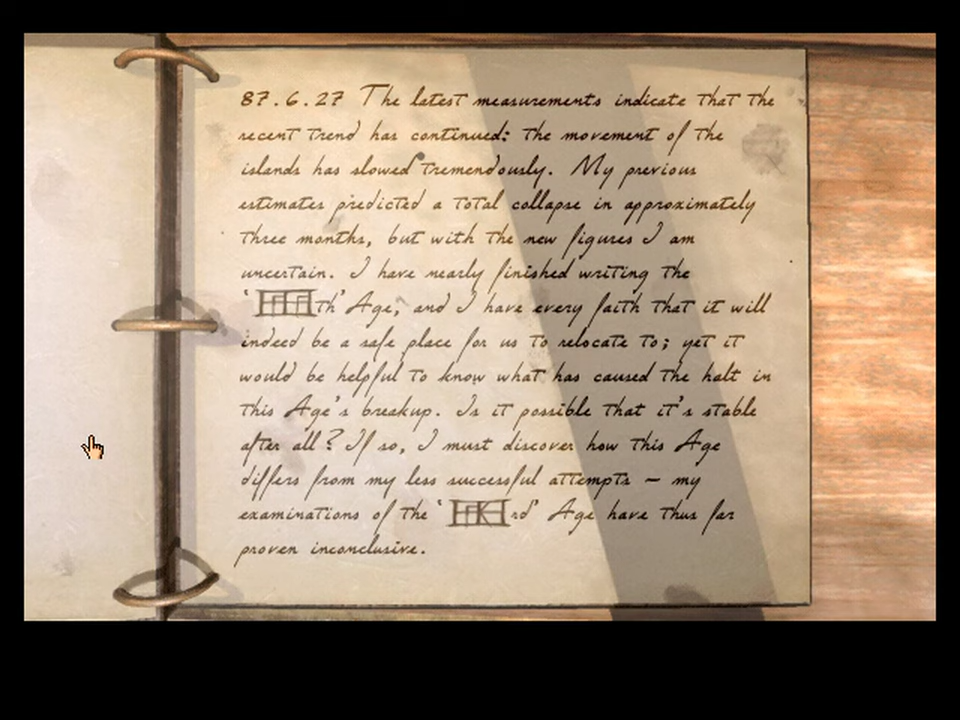 87.6.27 The latest measurements indicate that the
recent trend has continued: the movement of the
islands has slowed tremendously. My previous
estimates predicted a total collapse in approximately
three months, but with the new figures I am
uncertain. I have nearly finished writing the
‘th’ Age, and I have every faith that it will
indeed be a safe place for us to relocate to; yet it
would be helpful to know what has caused the halt in
this Age's breakup. Is it possible that it's stable
after all? If so, I must discover how this Age
differs from my less successful attempts – my
examinations of the ‘rd’ Age have thus far
proven inconclusive.